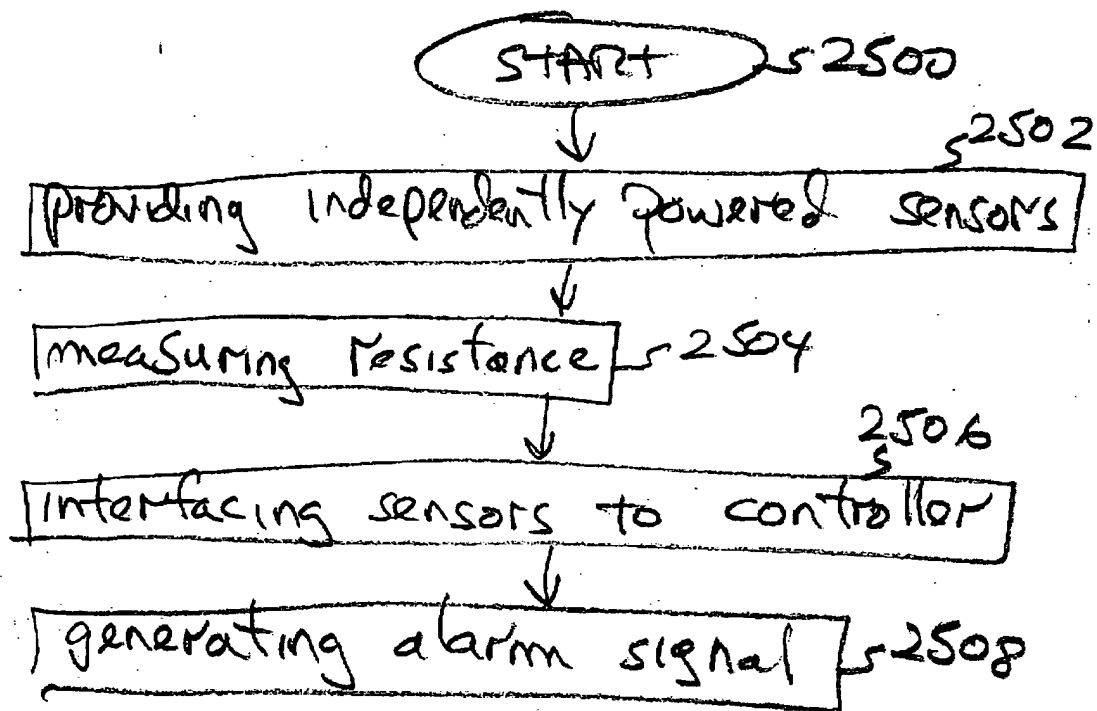 START 2500
2502
providing independently powered sensors
measuring resistance 2504
2506
interfacing sensors to controller
generating alarm signal 2508